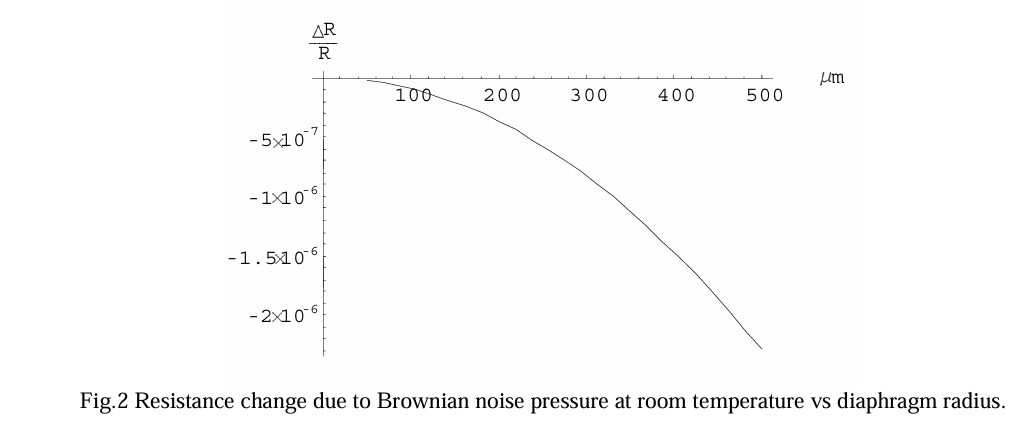 ΔR
R
μm
100 200 300 400 500
-5×10⁻⁷
-1×10⁻⁶
-1.5×10⁻⁶
-2×10⁻⁶
Fig.2 Resistance change due to Brownian noise pressure at room temperature vs diaphragm radius.